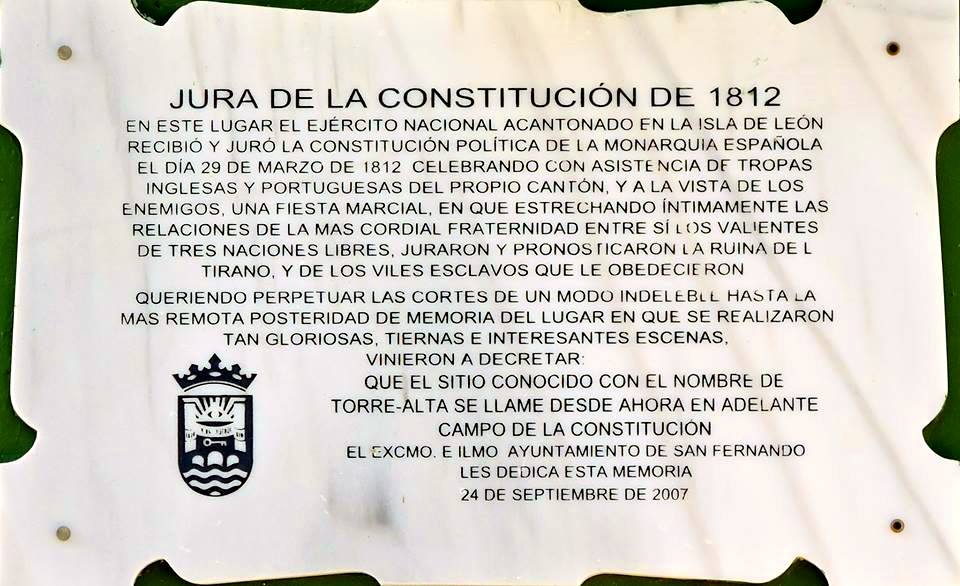 JURA DE LA CONSTITUCIÓN DE 1812
EN ESTE LUGAR EL EJÉRCITO NACIONAL ACANTONADO EN LA ISLA DE LEÓN
RECIBIÓ Y JURÓ LA CONSTITUCIÓN POLÍTICA DE LA MONARQUIA ESPAÑOLA
EL DÍA 29 DE MARZO DE 1812 CELEBRANDO CON ASISTENCIA DE TROPAS
INGLESAS Y PORTUGUESAS DEL PROPIO CANTÓN, Y A LA VISTA DE LOS
ENEMIGOS, UNA FIESTA MARCIAL, EN QUE ESTRECHANDO ÍNTIMAMENTE LAS
RELACIONES DE LA MAS CORDIAL FRATERNIDAD ENTRE SÍ LOS VALIENTES
DE TRES NACIONES LIBRES, JURARON Y PRONOSTICARON LA RUINA DE L
TIRANO, Y DE LOS VILES ESCLAVOS QUE LE OBEDECIERON
QUERIENDO PERPETUAR LAS CORTES DE UN MODO INDELEBLE HASTA LA
MAS REMOTA POSTERIDAD DE MEMORIA DEL LUGAR EN QUE SE REALIZARON
TAN GLORIOSAS, TIERNAS E INTERESANTES ESCENAS,
VINIERON A DECRETAR:
QUE EL SITIO CONOCIDO CON EL NOMBRE DE
TORRE-ALTA SE LLAME DESDE AHORA EN ADELANTE
CAMPO DE LA CONSTITUCIÓN
EL EXCMO. E ILMO AYUNTAMIENTO DE SAN FERNANDO
LES DEDICA ESTA MEMORIA
24 DE SEPTIEMBRE DE 2007